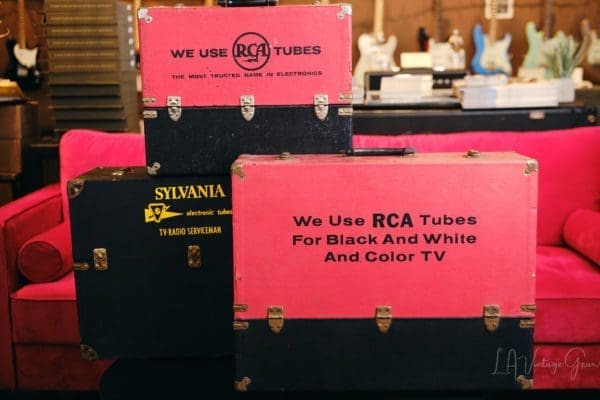 WE USE RCA TUBES
THE MOST TRUSTED NAME IN ELECTRONICS
SYLVANIA
electronic tubes
TV-RADIO SERVICEMAN
We Use RCA Tubes
For Black And White
And Color TV
LA Vintage Gear